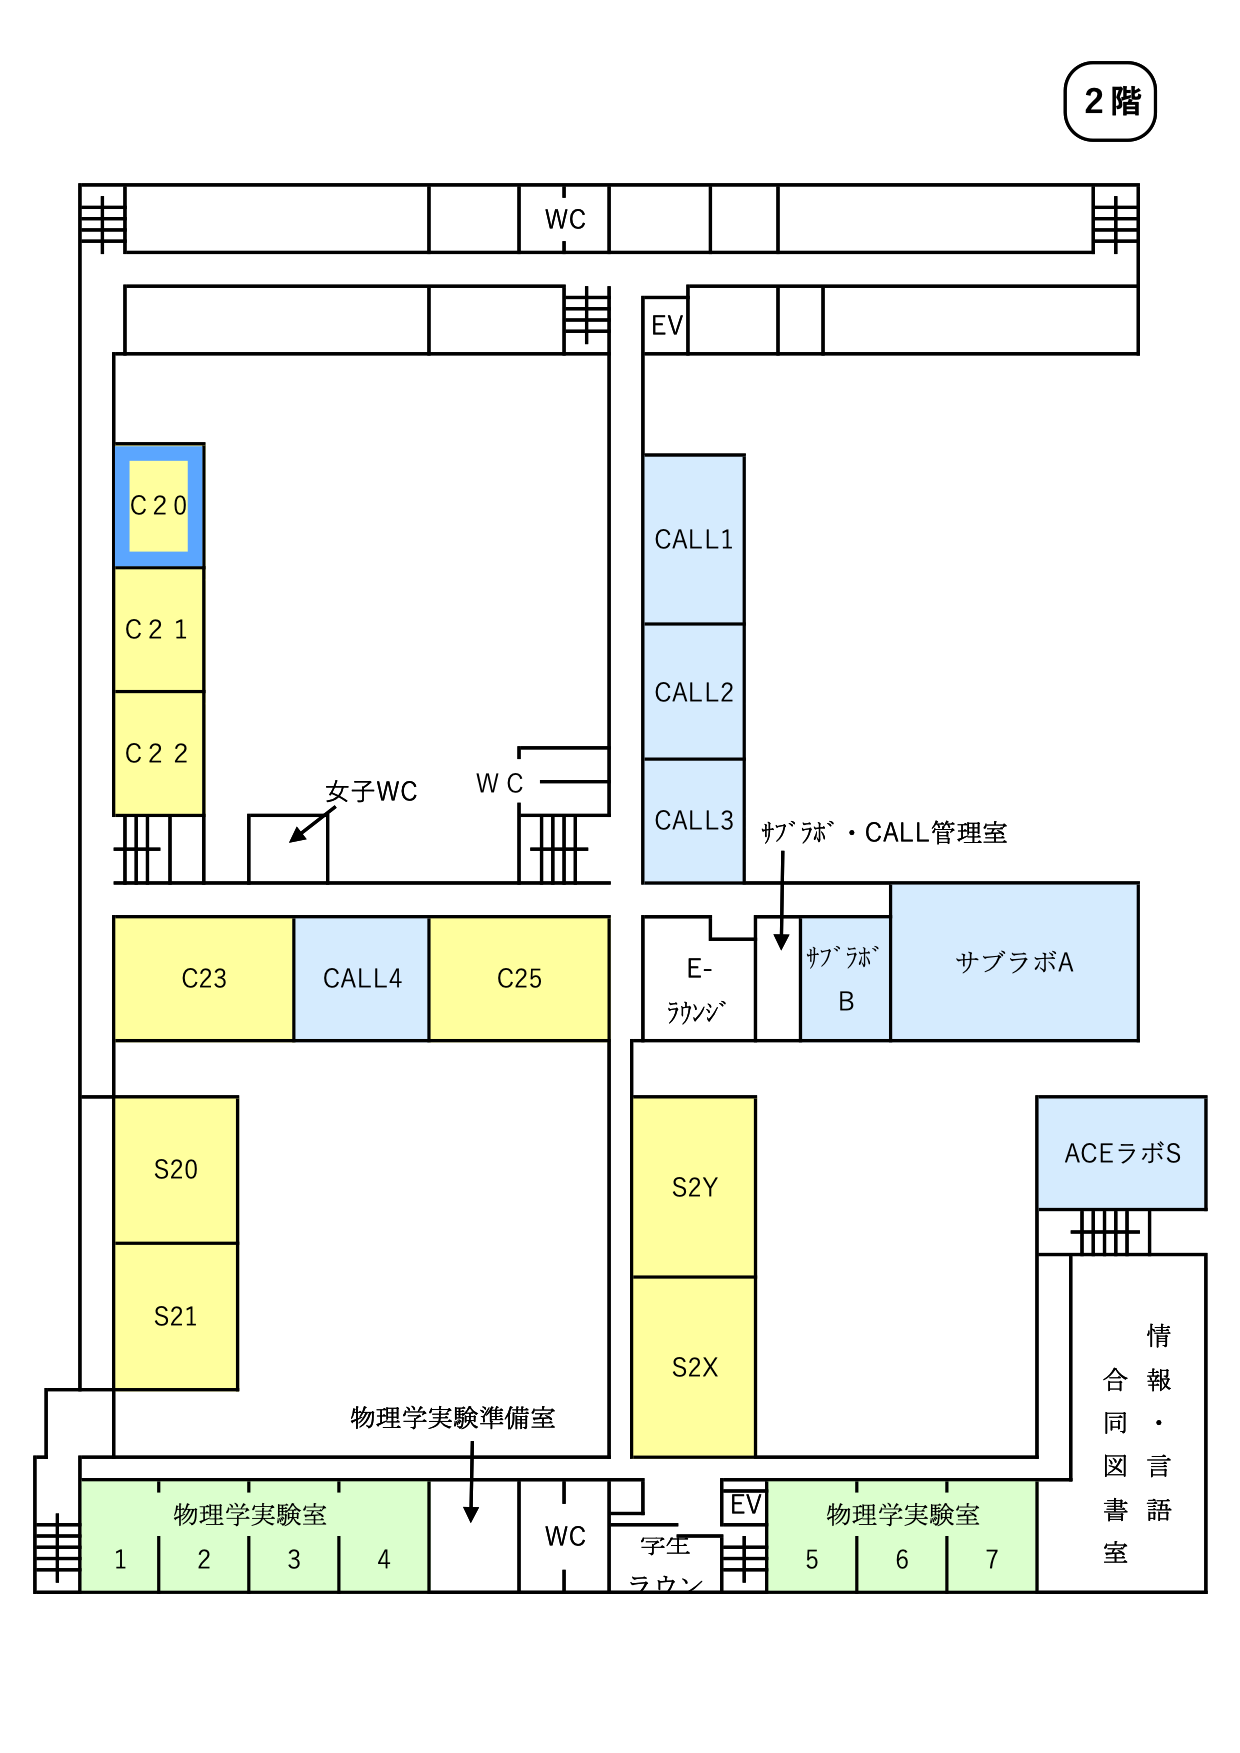 2階
WC
EV
C20
C21
C22
CALL1
CALL2
CALL3
女子WC
WC
ｻﾌﾞﾗﾎﾞ・CALL管理室
C23
CALL4
C25
E-
ﾗｳﾝｼﾞ
ｻﾌﾞﾗﾎﾞ
B
サブラボA
S20
S21
S2Y
S2X
ACEラボS
情報・言語
合同図書室
物理学実験準備室
物理学実験室
1
2
3
4
WC
学生
ラウン
EV
物理学実験室
5
6
7